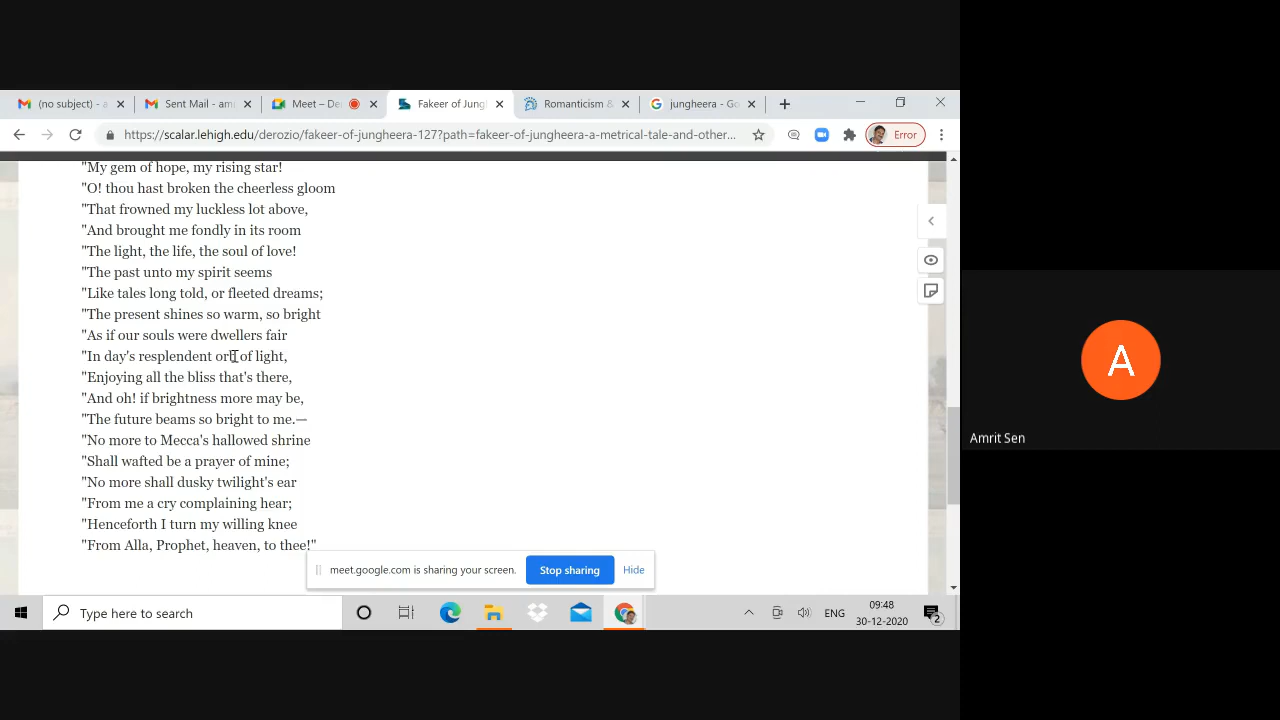 (no subject) - a
Sent Mail - ami
Meet – De
Fakeer of Jung
Romanticism &
jungheera - Go
https://scalar.lehigh.edu/derozio/fakeer-of-jungheera-127?path=fakeer-of-jungheera-a-metrical-tale-and-other...
Error
"My gem of hope, my rising star!
"O! thou hast broken the cheerless gloom
"That frowned my luckless lot above,
"And brought me fondly in its room
"The light, the life, the soul of love!
"The past unto my spirit seems
"Like tales long told, or fleeted dreams;
"The present shines so warm, so bright
"As if our souls were dwellers fair
"In day's resplendent orb of light,
"Enjoying all the bliss that's there,
"And oh! if brightness more may be,
"The future beams so bright to me.—
"No more to Mecca's hallowed shrine
"Shall wafted be a prayer of mine;
"No more shall dusky twilight's ear
"From me a cry complaining hear;
"Henceforth I turn my willing knee
"From Alla, Prophet, heaven, to thee!"
meet.google.com is sharing your screen.
Stop sharing
Hide
A
Amrit Sen
Type here to search
ENG
09:48
30-12-2020
2